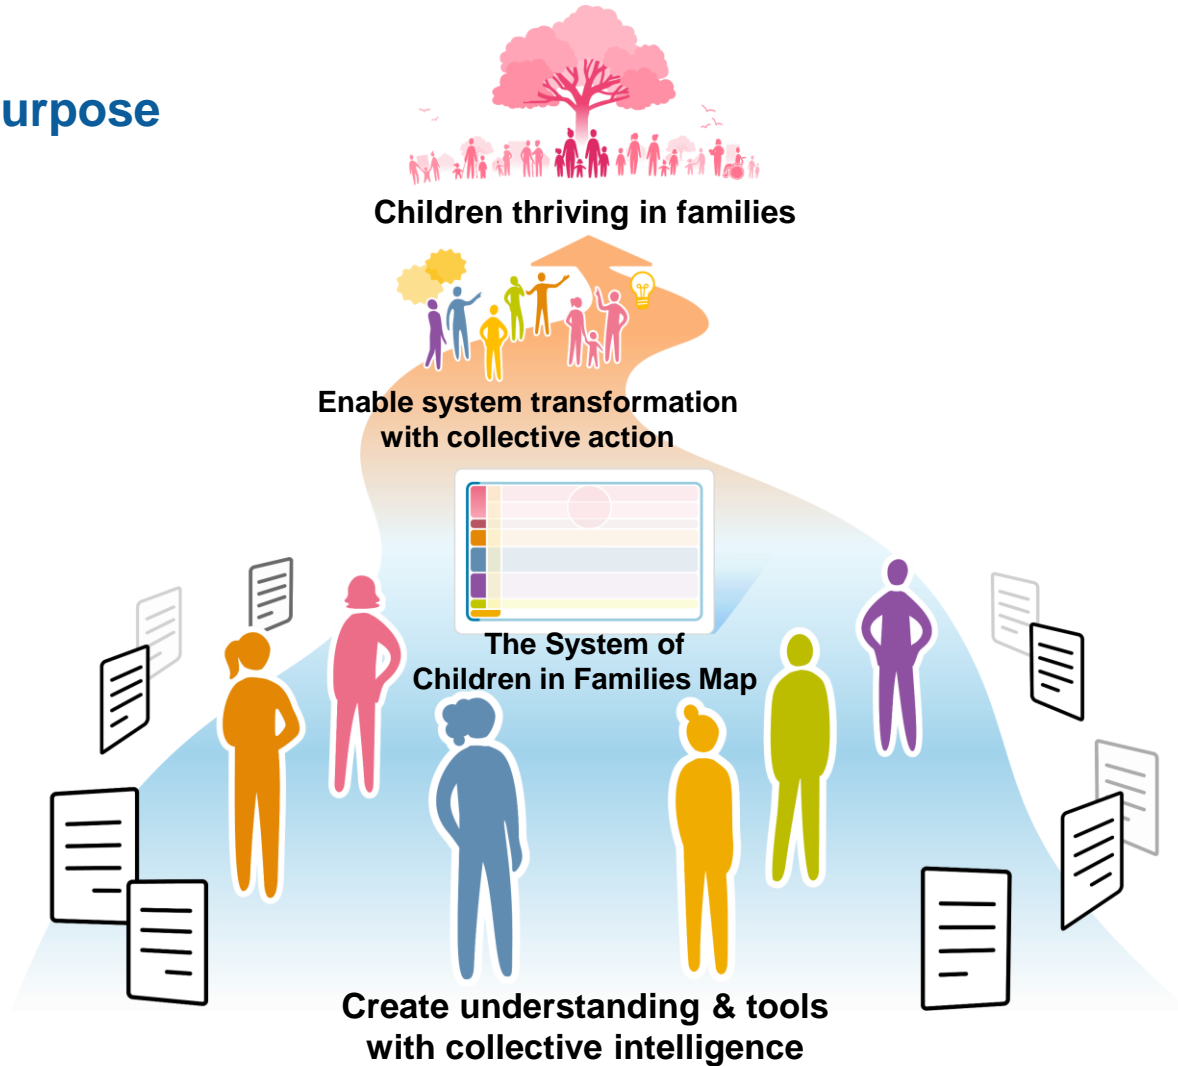 urpose
Children thriving in families
Enable system transformation
with collective action
The System of
Children in Families Map
Create understanding & tools
with collective intelligence